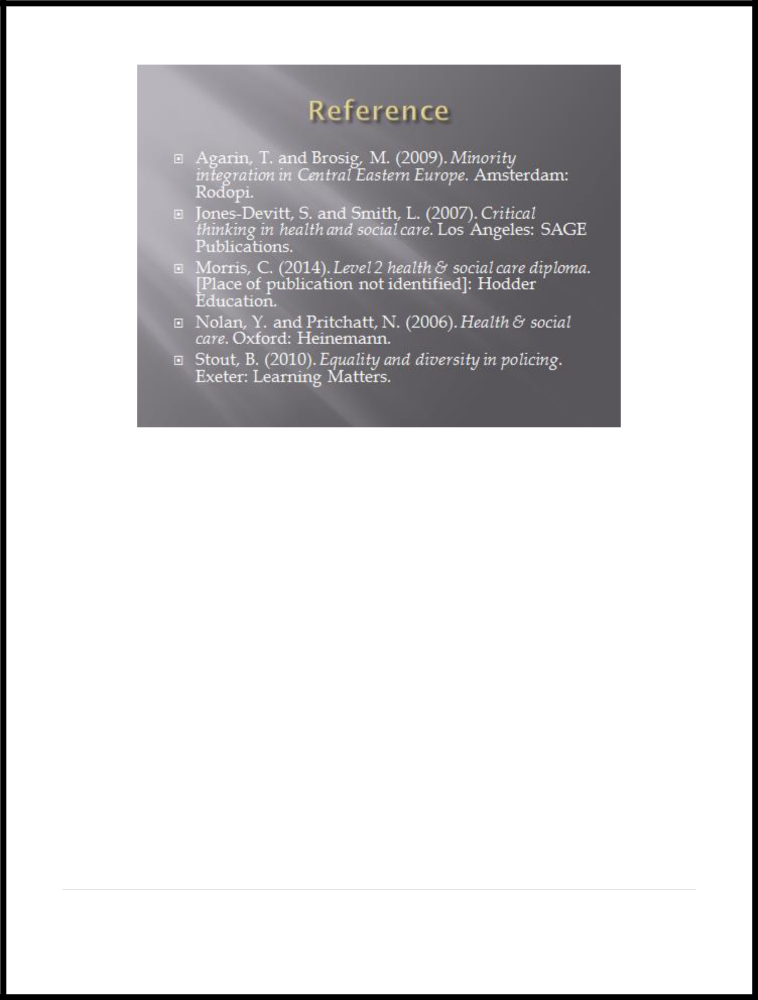 Reference
Agarin, T. and Brosig, M. (2009). Minority
integration in Central Eastern Europe. Amsterdam:
Rodopi.
Jones-Devitt, S. and Smith, L. (2007). Critical
thinking in health and social care. Los Angeles: SAGE
Publications.
Morris, C. (2014). Level 2 health & social care diploma.
[Place of publication not identified]: Hodder
Education.
Nolan, Y. and Pritchatt, N. (2006). Health & social
care. Oxford: Heinemann.
Stout, B. (2010). Equality and diversity in policing.
Exeter: Learning Matters.